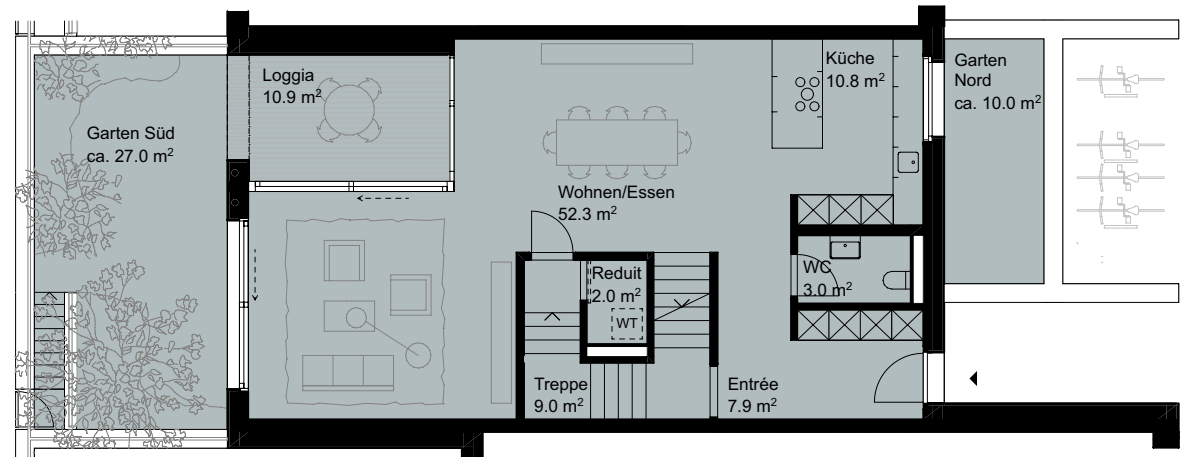 Loggia
10.9 m²
Garten Süd
ca. 27.0 m²
Küche
10.8 m²
Garten
Nord
ca. 10.0 m²
Wohnen/Essen
52.3 m²
Reduit
2.0 m²
WT
WC
3.0 m²
Treppe
9.0 m²
Entrée
7.9 m²